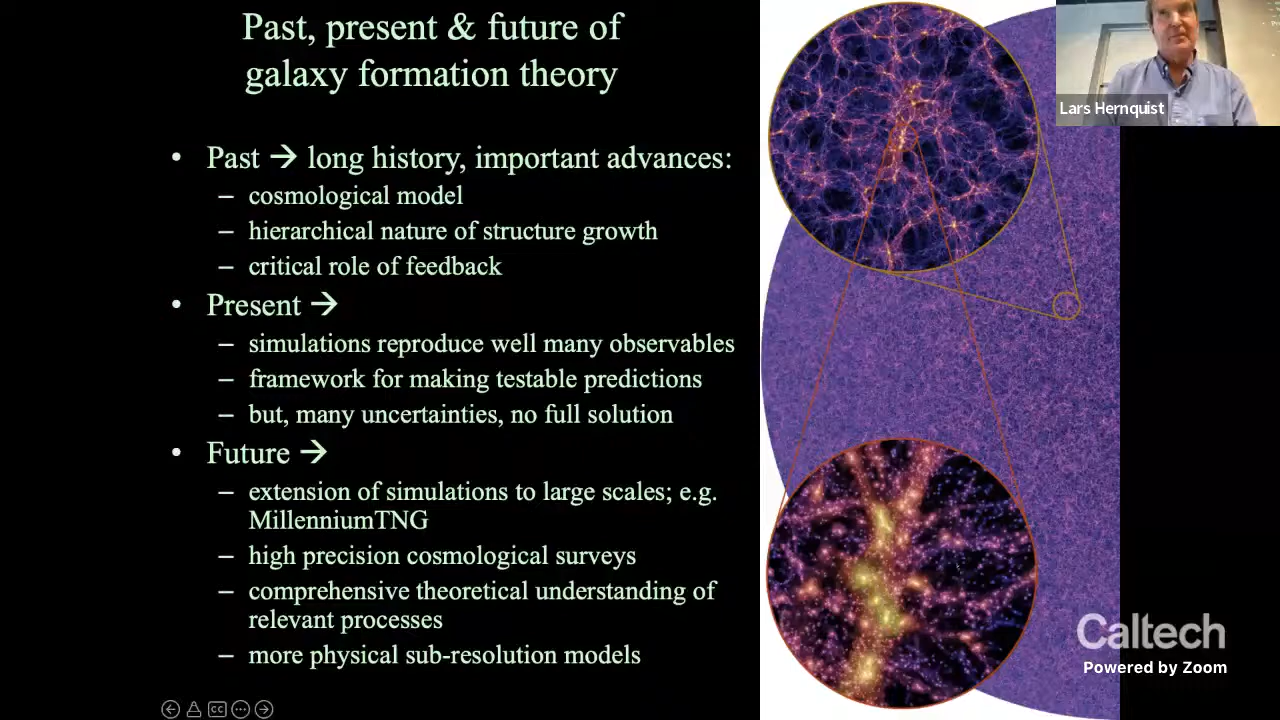 Past, present & future of
galaxy formation theory
• Past → long history, important advances:
– cosmological model
– hierarchical nature of structure growth
– critical role of feedback
• Present →
– simulations reproduce well many observables
– framework for making testable predictions
– but, many uncertainties, no full solution
• Future →
– extension of simulations to large scales; e.g.
MillenniumTNG
– high precision cosmological surveys
– comprehensive theoretical understanding of
relevant processes
– more physical sub-resolution models
Lars Hernquist
Caltech
Powered by Zoom
CC